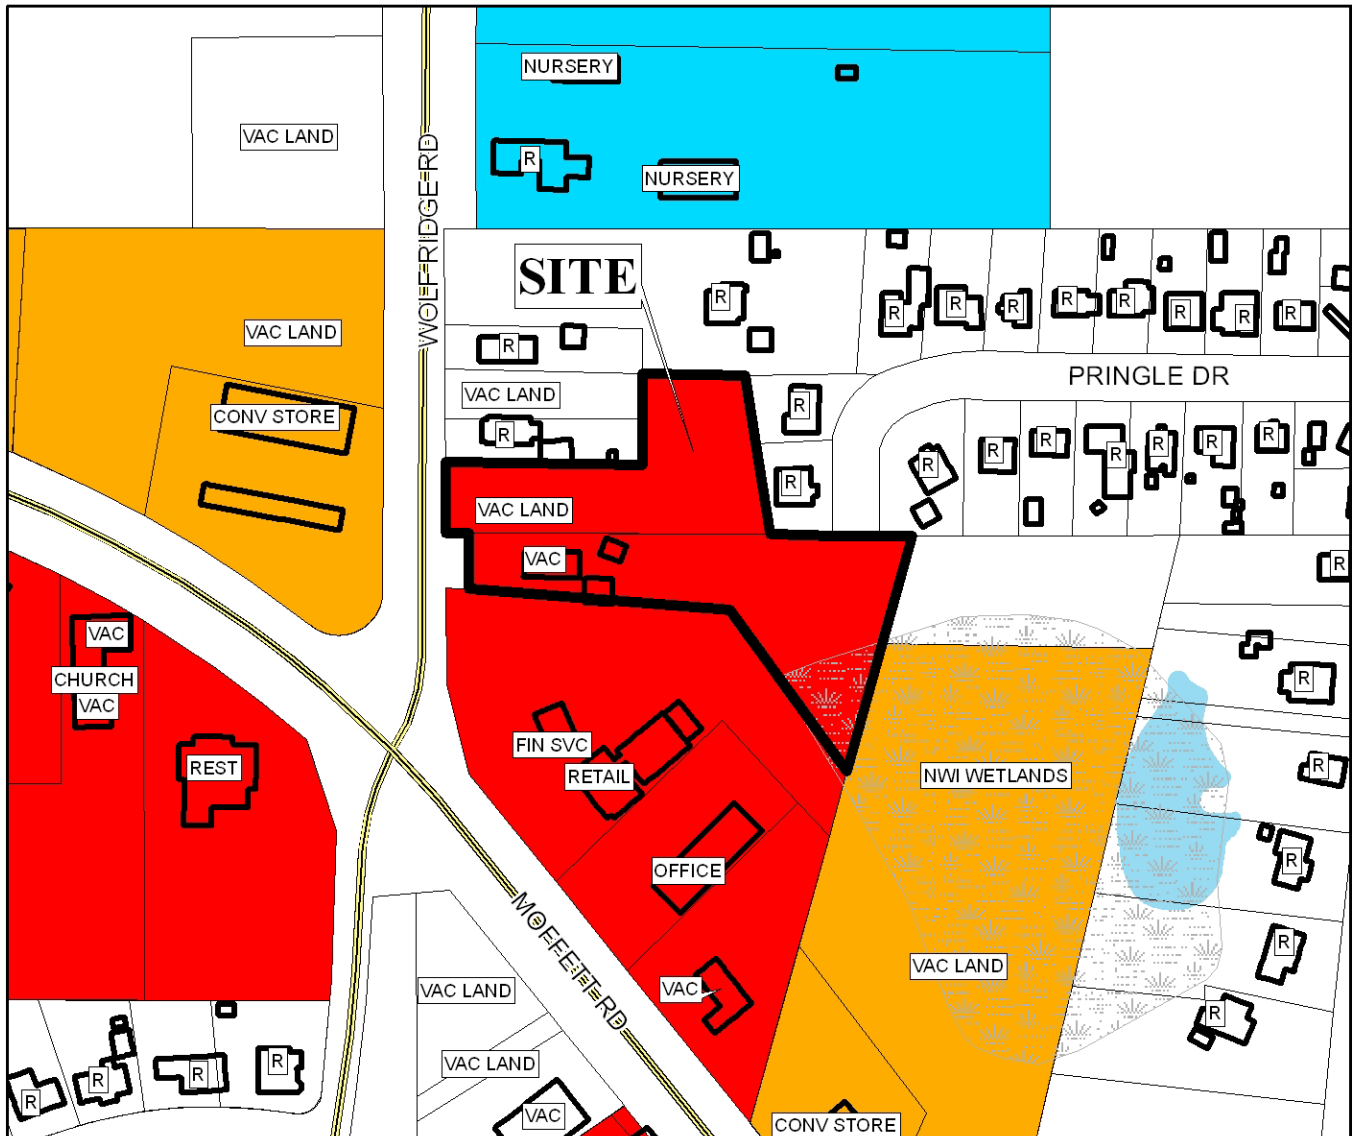 NURSERY
VAC LAND
R
NURSERY
WOLF RIDGE RD
SITE
R
R
R
R
R
R
R
R
R
VAC LAND
R
PRINGLE DR
VAC LAND
R
CONV STORE
R
R
R
R
R
R
R
R
R
R
VAC LAND
VAC
R
VAC
CHURCH
VAC
R
FIN SVC
REST
RETAIL
NWI WETLANDS
R
OFFICE
R
MOFFETT RD
VAC LAND
R
VAC LAND
VAC
R
VAC LAND
R
R
R
R
VAC
CONV STORE